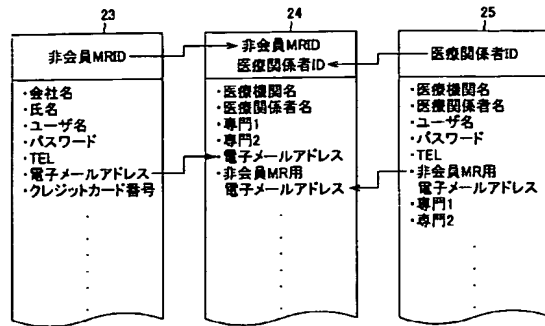 23
非会員MRID
・会社名
・氏名
・ユーザ名
・パスワード
・TEL
・電子メールアドレス
・クレジットカード番号
24
非会員MRID
医療関係者ID
・医療機関名
・医療関係者名
・専門1
・専門2
・電子メールアドレス
・非会員MR用
電子メールアドレス
25
医療関係者ID
・医療機関名
・医療関係者名
・ユーザ名
・パスワード
・TEL
・非会員MR用
電子メールアドレス
・専門1
・専門2